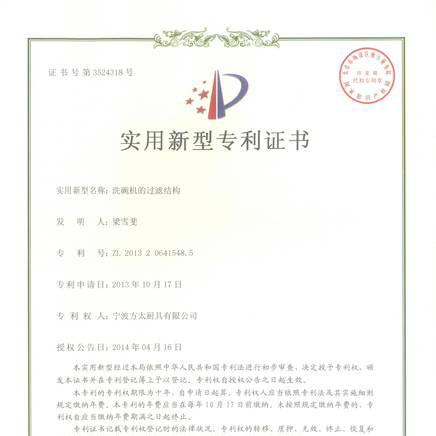 证书号第3524318号
实用新型专利证书
实用新型名称：洗碗机的过滤结构
发明人：梁雪斐
专利号：ZL 2013 2 0641548.5
专利申请日：2013年10月17日
专利权人：宁波方太厨具有限公司
授权公告日：2014年04月16日
本实用新型经过本局依照中华人民共和国专利法进行初步审查，决定授予专利权，颁
发本证书并在专利登记簿上予以登记。专利权自授权公告之日起生效。
本专利的专利权期限为十年，自申请日起算。专利权人应当依照专利法及其实施细则
规定缴纳年费。本专利的年费应当在每年10月17日前缴纳。未按照规定缴纳年费的，专
利权自应当缴纳年费期满之日起终止。
专利证书记载专利权登记时的法律状况。专利权的转移、质押、无效、终止、恢复和